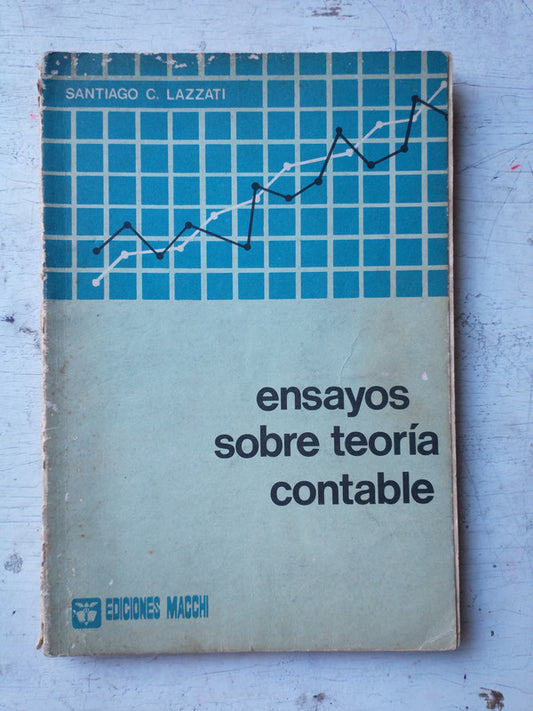 SANTIAGO C. LAZZATI
ensayos
sobre teoría
contable
EDICIONES MACCHI